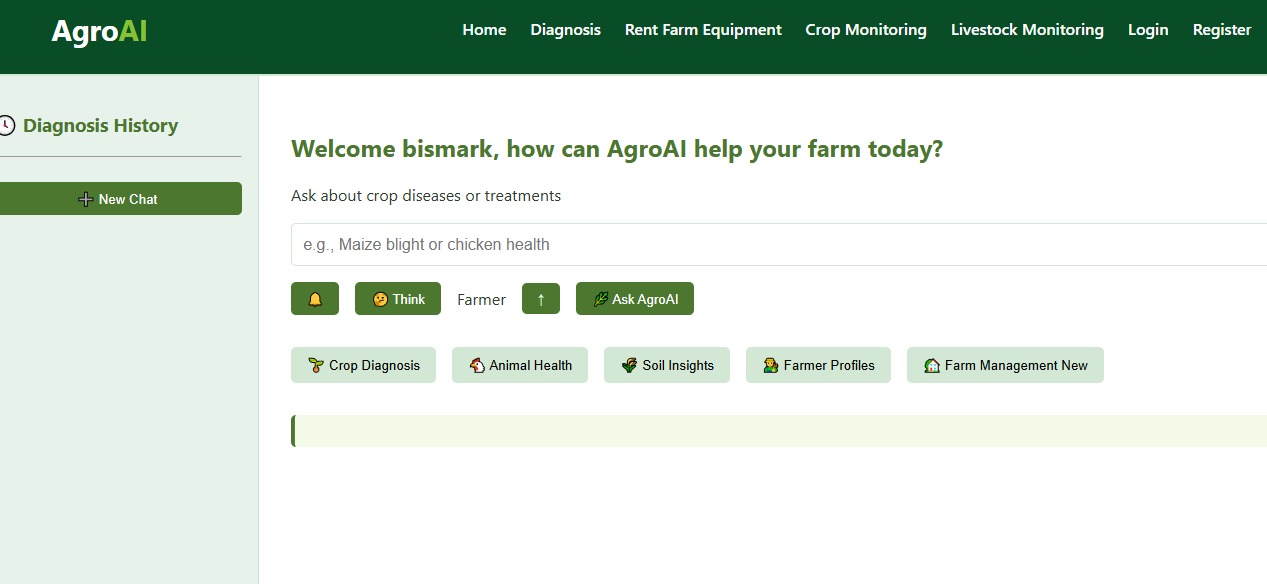 AgroAI
Home Diagnosis Rent Farm Equipment Crop Monitoring Livestock Monitoring Login Register
Diagnosis History
New Chat
Welcome bismark, how can AgroAI help your farm today?
Ask about crop diseases or treatments
e.g., Maize blight or chicken health
Think Farmer ↑ Ask AgroAI
Crop Diagnosis Animal Health Soil Insights Farmer Profiles Farm Management New